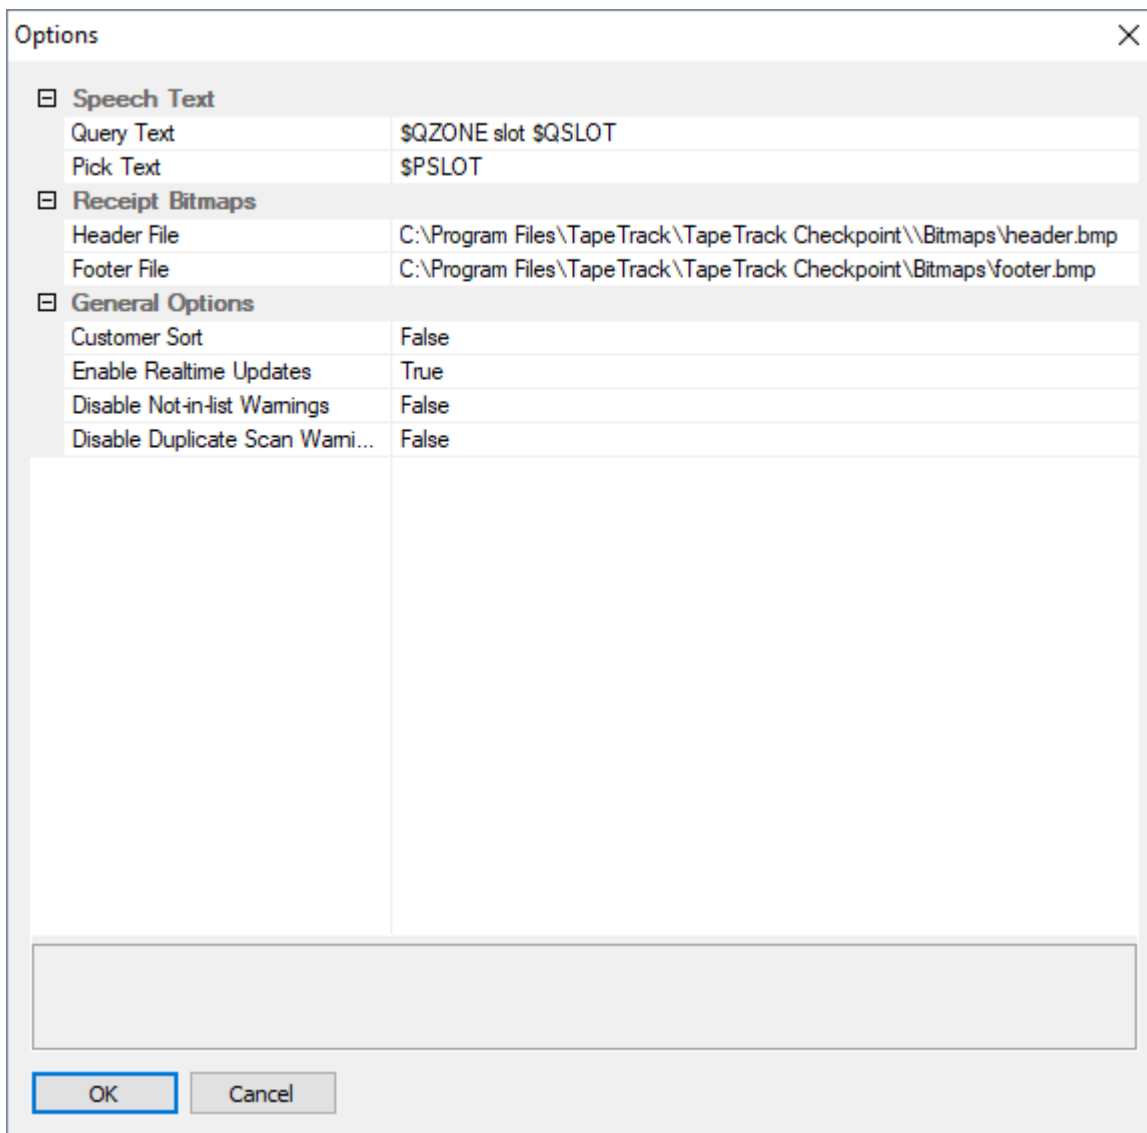 Options
Speech Text
Query Text $QZONE slot $QSLOT
Pick Text $PSLOT
Receipt Bitmaps
Header File C:\Program Files\TapeTrack\TapeTrack Checkpoint\\Bitmaps\header.bmp
Footer File C:\Program Files\TapeTrack\TapeTrack Checkpoint\Bitmaps\footer.bmp
General Options
Customer Sort False
Enable Realtime Updates True
Disable Not-in-list Warnings False
Disable Duplicate Scan Warni... False
OK Cancel